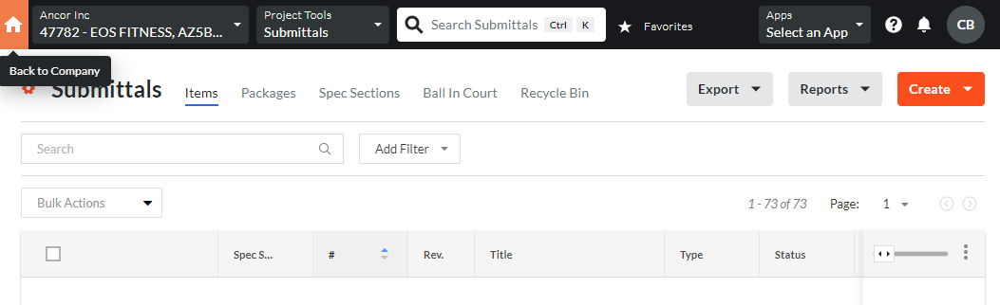 Ancor Inc
47782 - EOS FITNESS, AZ5B...
Project Tools
Submittals
Search Submittals Ctrl K
Favorites
Apps
Select an App
CB
Back to Company
Submittals
Items
Packages
Spec Sections
Ball In Court
Recycle Bin
Export
Reports
Create
Search
Add Filter
Bulk Actions
1 - 73 of 73
Page:
1
Spec S...
#
Rev.
Title
Type
Status